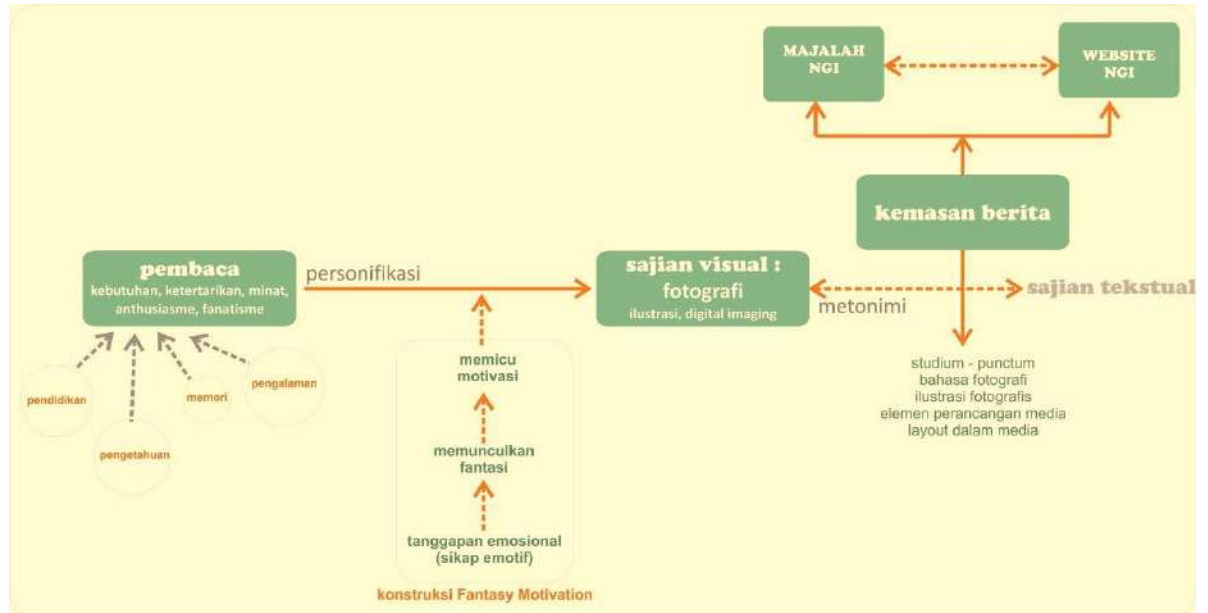 MAJALAH
NGI
WEBSITE
NGI
kemasan berita
pembaca
kebutuhan, ketertarikan, minat,
anthusiasme, fanatisme
personifikasi
sajian visual :
fotografi
ilustrasi, digital imaging
metonimi
sajian tekstual
pendidikan
pengetahuan
memori
pengalaman
memicu
motivasi
memunculkan
fantasi
tanggapan emosional
(sikap emotif)
konstruksi Fantasy Motivation
studium - punctum
bahasa fotografi
ilustrasi fotografis
elemen perancangan media
layout dalam media